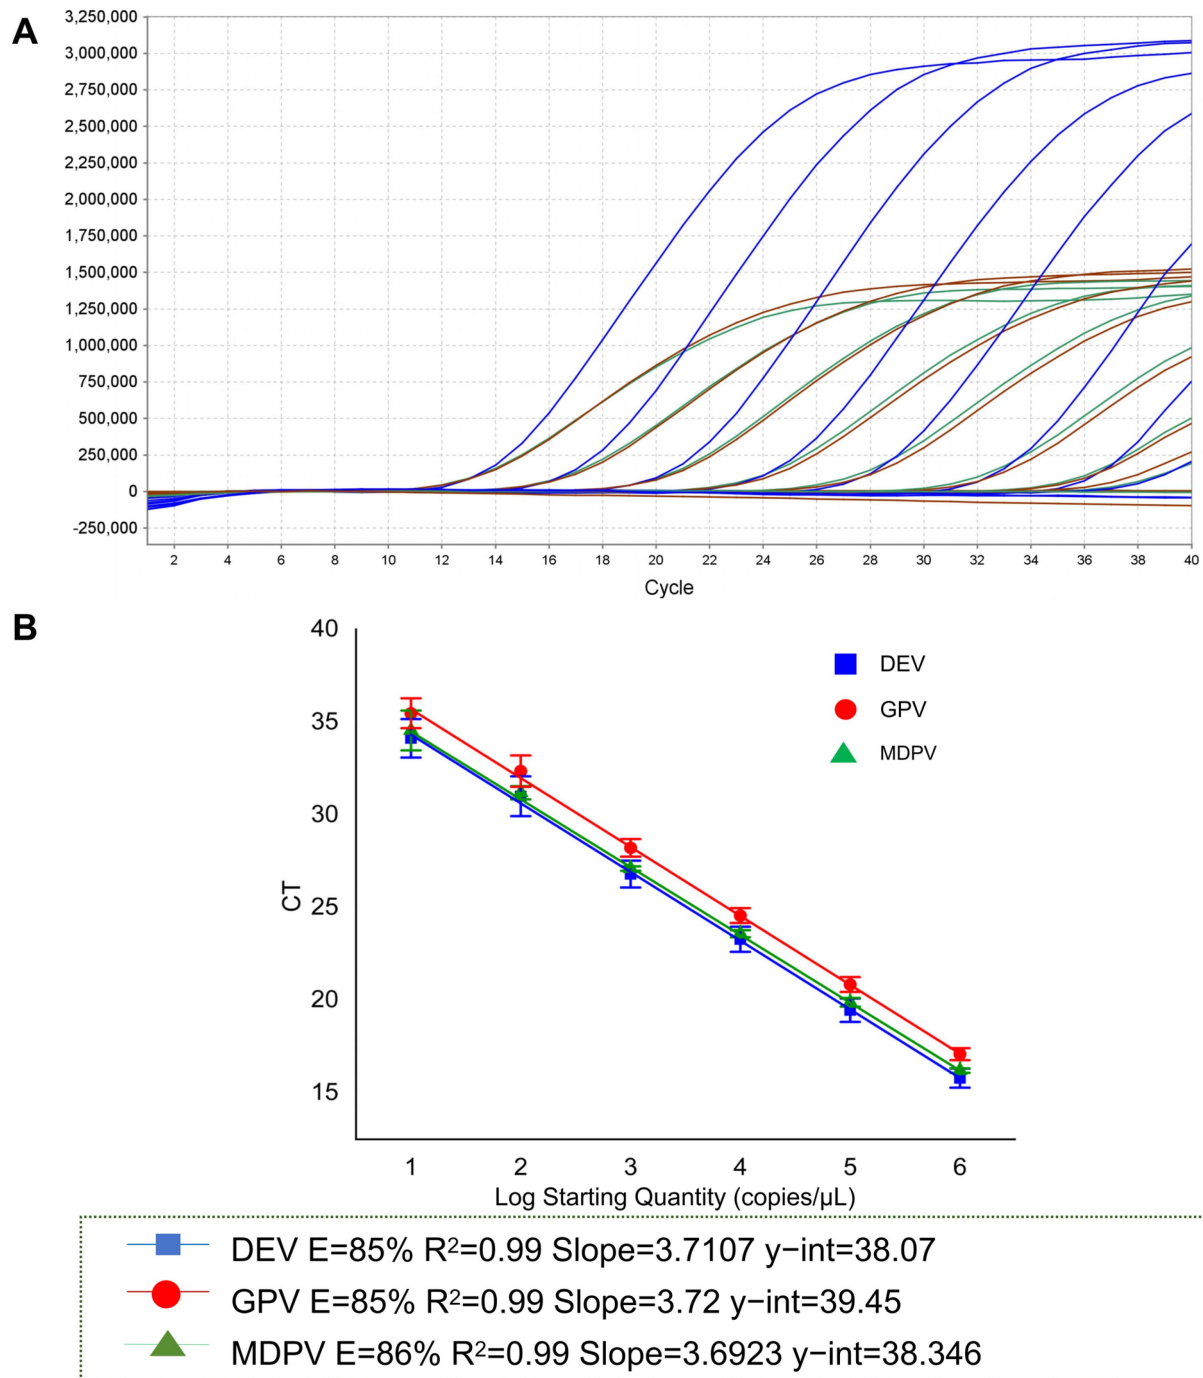 A
3,250,000
3,000,000
2,750,000
2,500,000
2,250,000
2,000,000
1,750,000
1,500,000
1,250,000
1,000,000
750,000
500,000
250,000
0
-250,000
2 4 6 8 10 12 14 16 18 20 22 24 26 28 30 32 34 36 38 40
Cycle
B
40
35
30
25
20
15
CT
DEV
GPV
MDPV
1 2 3 4 5 6
Log Starting Quantity (copies/µL)
DEV E=85% R²=0.99 Slope=3.7107 y−int=38.07
GPV E=85% R²=0.99 Slope=3.72 y−int=39.45
MDPV E=86% R²=0.99 Slope=3.6923 y−int=38.346